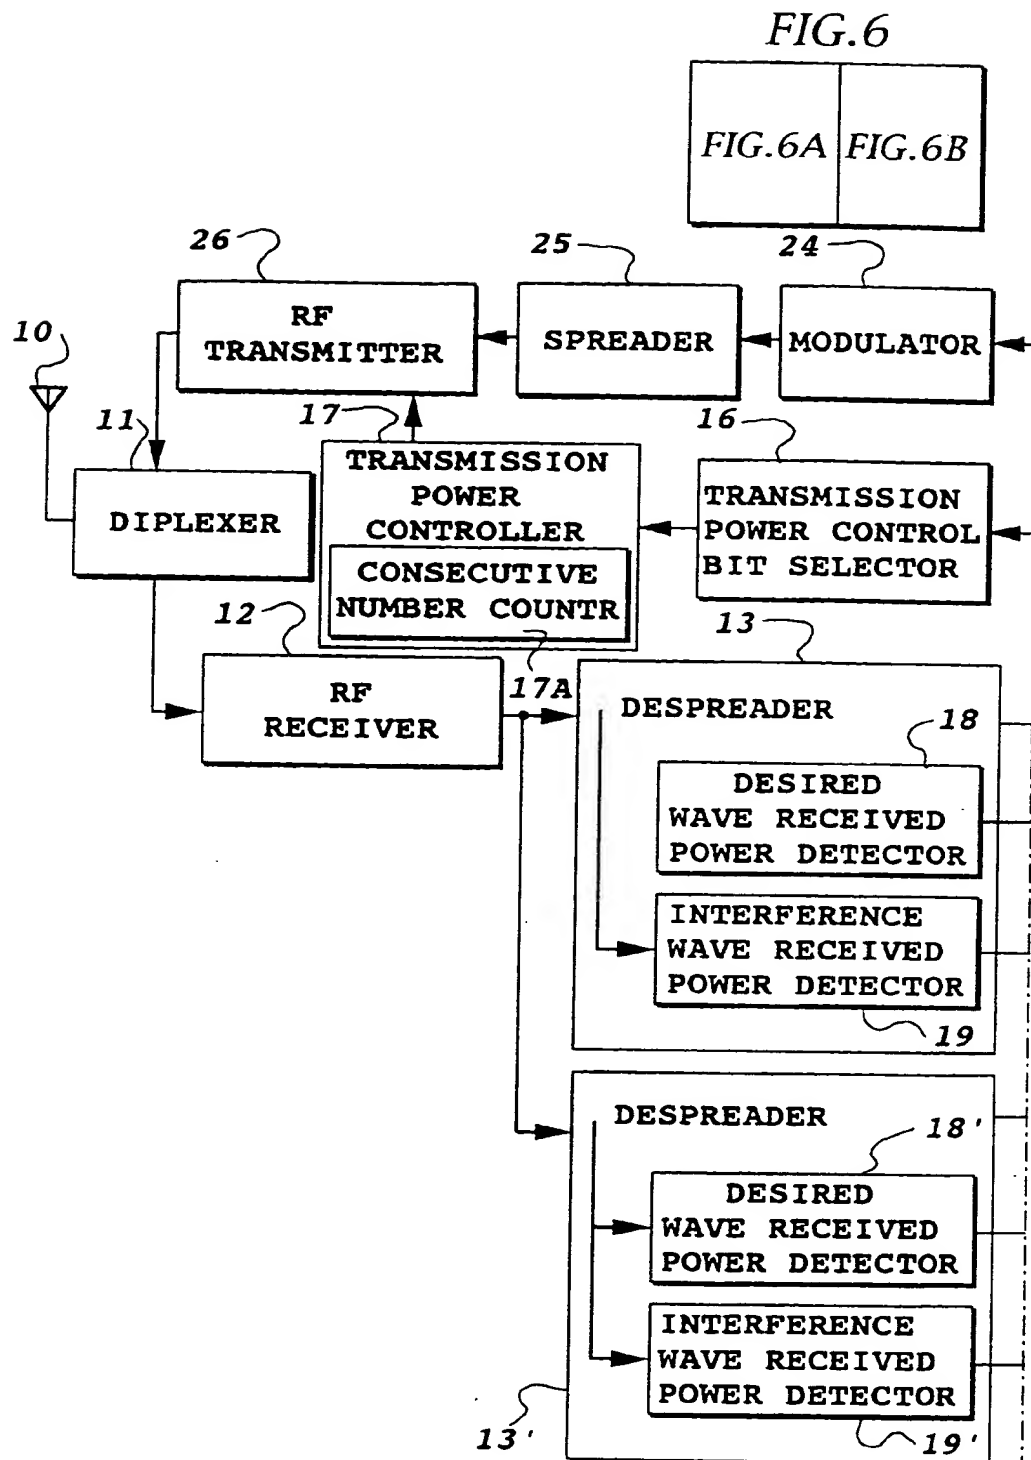 FIG.6
FIG.6A FIG.6B
26
25
24
RF
TRANSMITTER
SPREADER
MODULATOR
10
11
17
16
DIPLEXER
TRANSMISSION
POWER
CONTROLLER
CONSECUTIVE
NUMBER COUNTR
17A
TRANSMISSION
POWER CONTROL
BIT SELECTOR
12
RF
RECEIVER
13
DESPREADER
18
DESIRED
WAVE RECEIVED
POWER DETECTOR
INTERFERENCE
WAVE RECEIVED
POWER DETECTOR
19
DESPREADER
18'
DESIRED
WAVE RECEIVED
POWER DETECTOR
INTERFERENCE
WAVE RECEIVED
POWER DETECTOR
13'
19'